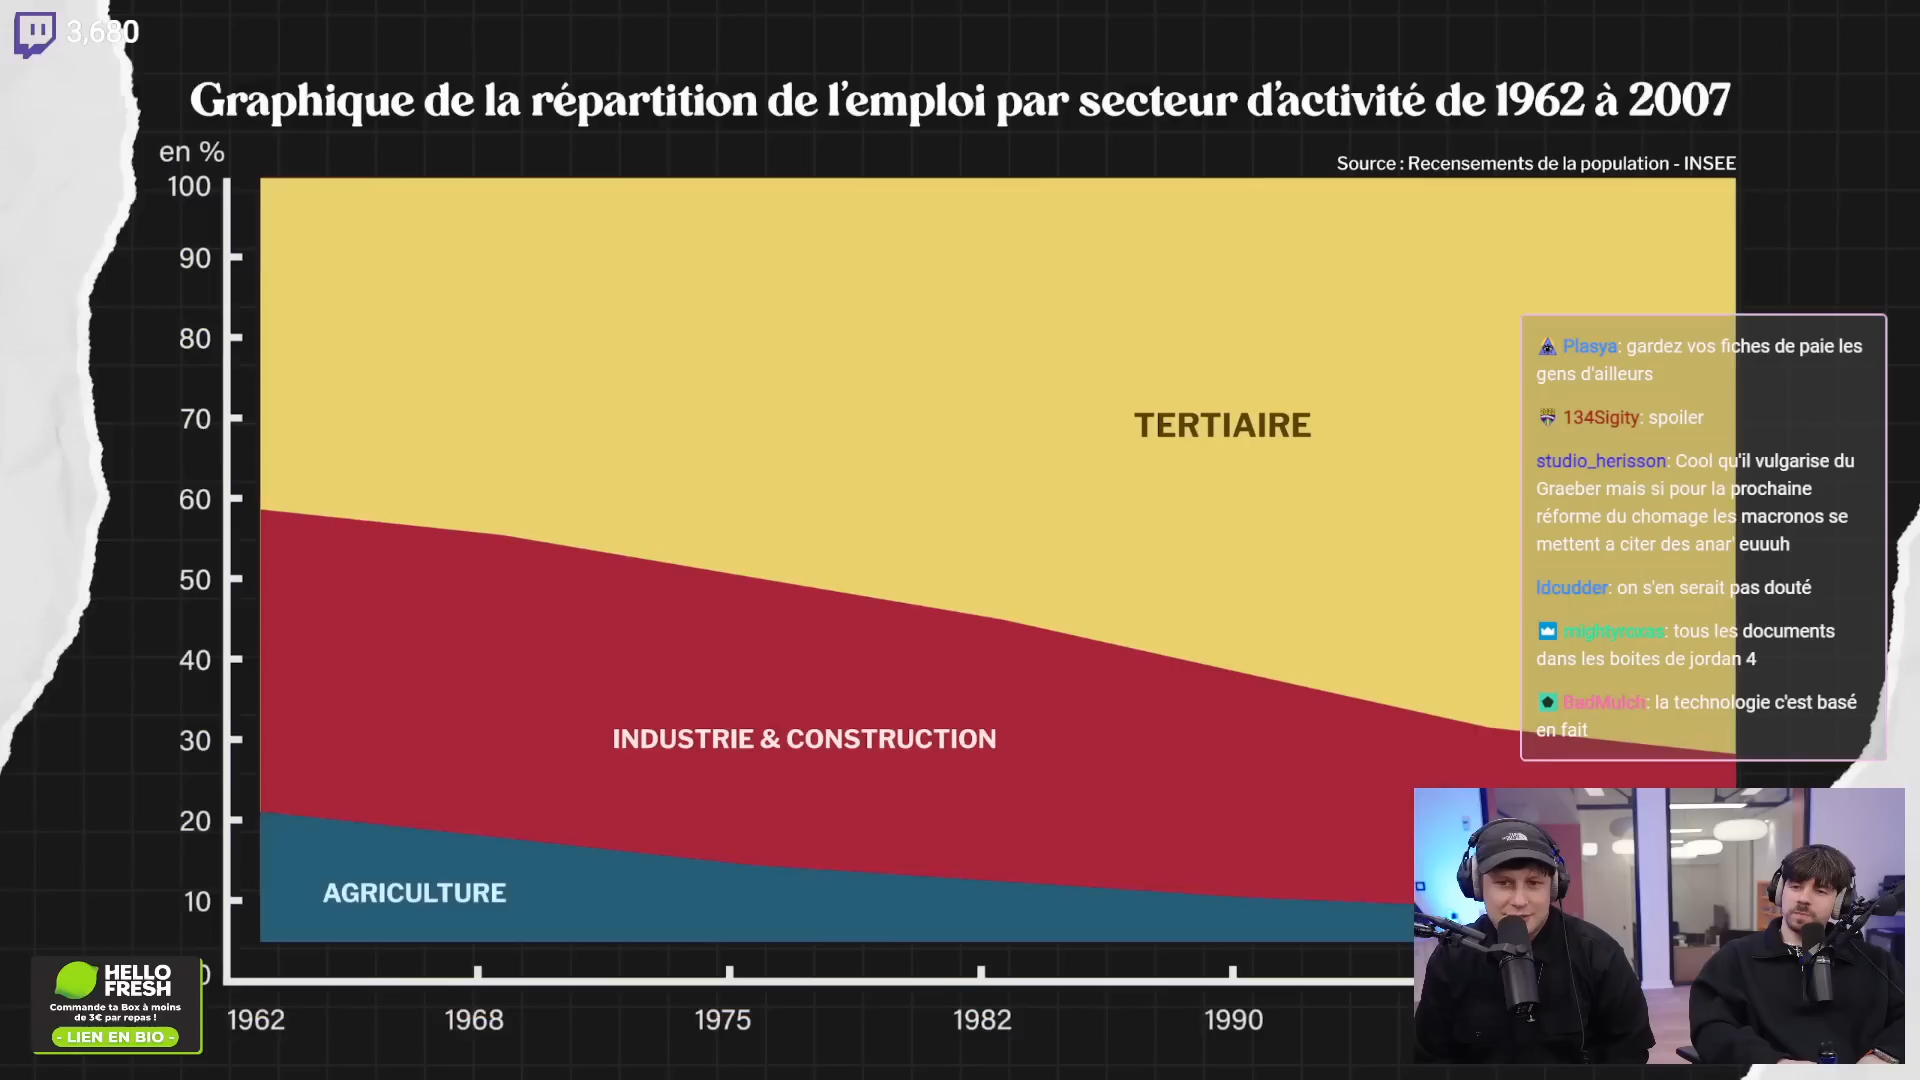 3,680
Graphique de la répartition de l'emploi par secteur d'activité de 1962 à 2007
en %
Source : Recensements de la population - INSEE
100
90
80
70
60
50
40
30
20
10
0
TERTIAIRE
INDUSTRIE & CONSTRUCTION
AGRICULTURE
1962 1968 1975 1982 1990
Plasya: gardez vos fiches de paie les
gens d'ailleurs
134Sigity: spoiler
studio_herisson: Cool qu'il vulgarise du
Graeber mais si pour la prochaine
réforme du chomage les macronos se
mettent a citer des anar' euuuh
ldcudder: on s'en serait pas douté
mightyroxas: tous les documents
dans les boites de jordan 4
BadMulch: la technologie c'est basé
en fait
HELLO
FRESH
Commande ta Box à moins
de 3€ par repas !
- LIEN EN BIO -